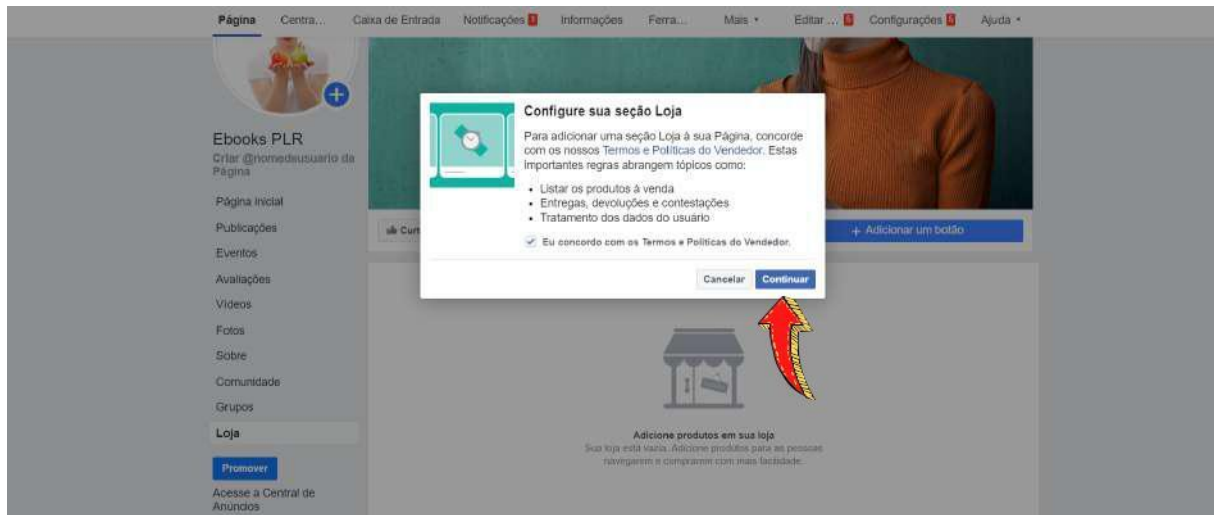 Página Centra... Caixa de Entrada Notificações 1 Informações Ferra... Mais Editar ... 5 Configurações 5 Ajuda
Ebooks PLR
Criar @nomedeusuário da
Página
Página inicial
Publicações
Eventos
Avaliações
Vídeos
Fotos
Sobre
Comunidade
Grupos
Loja
Promover
Acesse a Central de
Anúncios
Configure sua seção Loja
Para adicionar uma seção Loja à sua Página, concorde
com os nossos Termos e Políticas do Vendedor. Estas
importantes regras abrangem tópicos como:
• Listar os produtos à venda
• Entregas, devoluções e contestações
• Tratamento dos dados do usuário
Eu concordo com os Termos e Políticas do Vendedor.
Cancelar Continuar
Curt
+ Adicionar um botão
Adicione produtos em sua loja
Sua loja está vazia. Adicione produtos para as pessoas
navegarem e comprarem com mais facilidade.